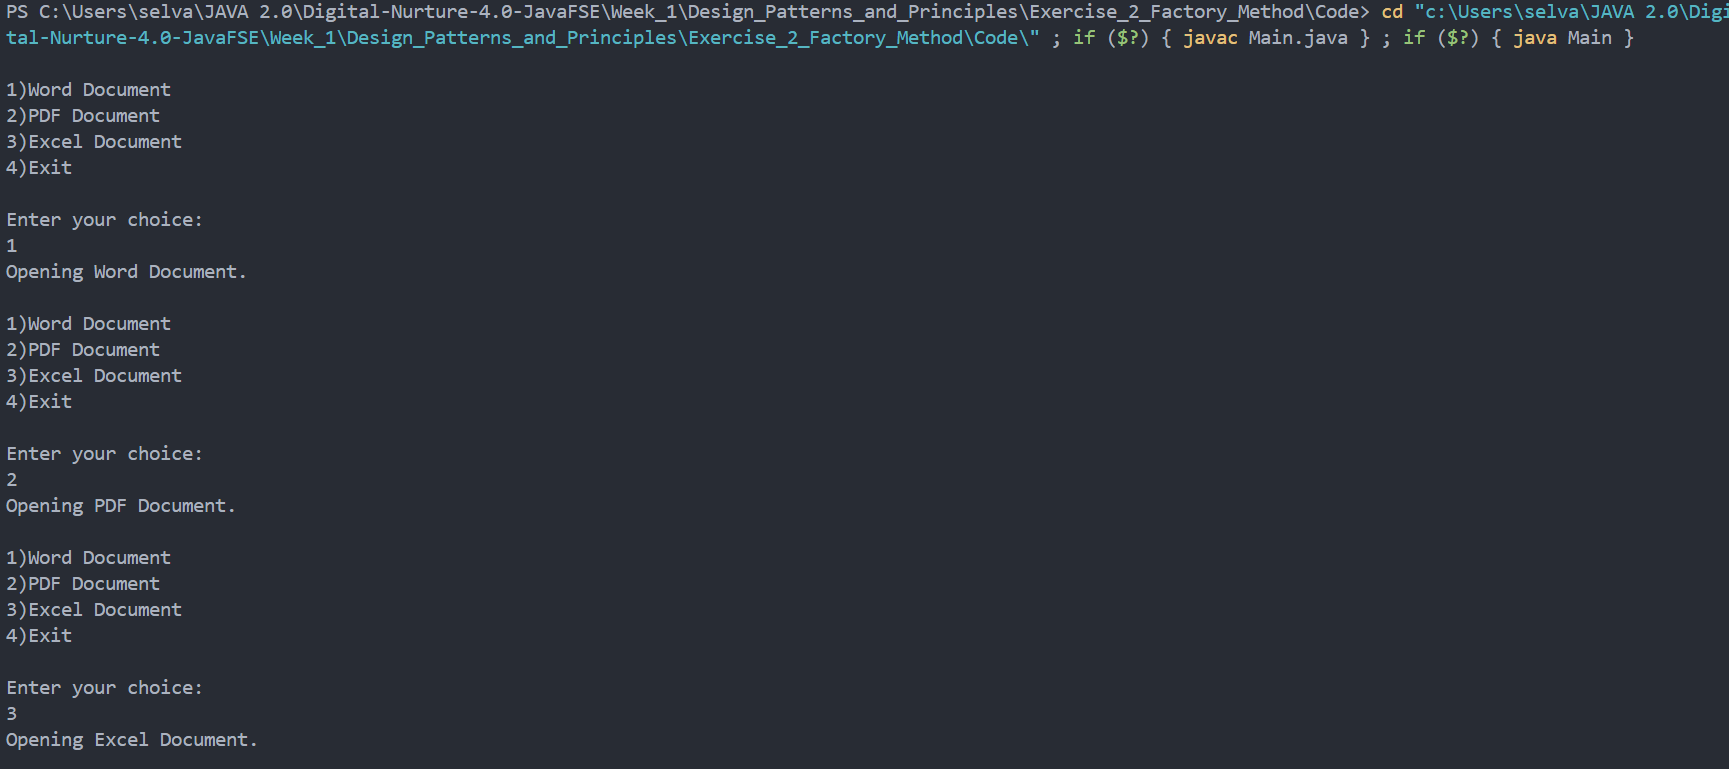 PS C:\Users\selva\JAVA 2.0\Digital-Nurture-4.0-JavaFSE\Week_1\Design_Patterns_and_Principles\Exercise_2_Factory_Method\Code> cd "c:\Users\selva\JAVA 2.0\Digi
tal-Nurture-4.0-JavaFSE\Week_1\Design_Patterns_and_Principles\Exercise_2_Factory_Method\Code\" ; if ($?) { javac Main.java } ; if ($?) { java Main }
1)Word Document
2)PDF Document
3)Excel Document
4)Exit
Enter your choice:
1
Opening Word Document.
1)Word Document
2)PDF Document
3)Excel Document
4)Exit
Enter your choice:
2
Opening PDF Document.
1)Word Document
2)PDF Document
3)Excel Document
4)Exit
Enter your choice:
3
Opening Excel Document.